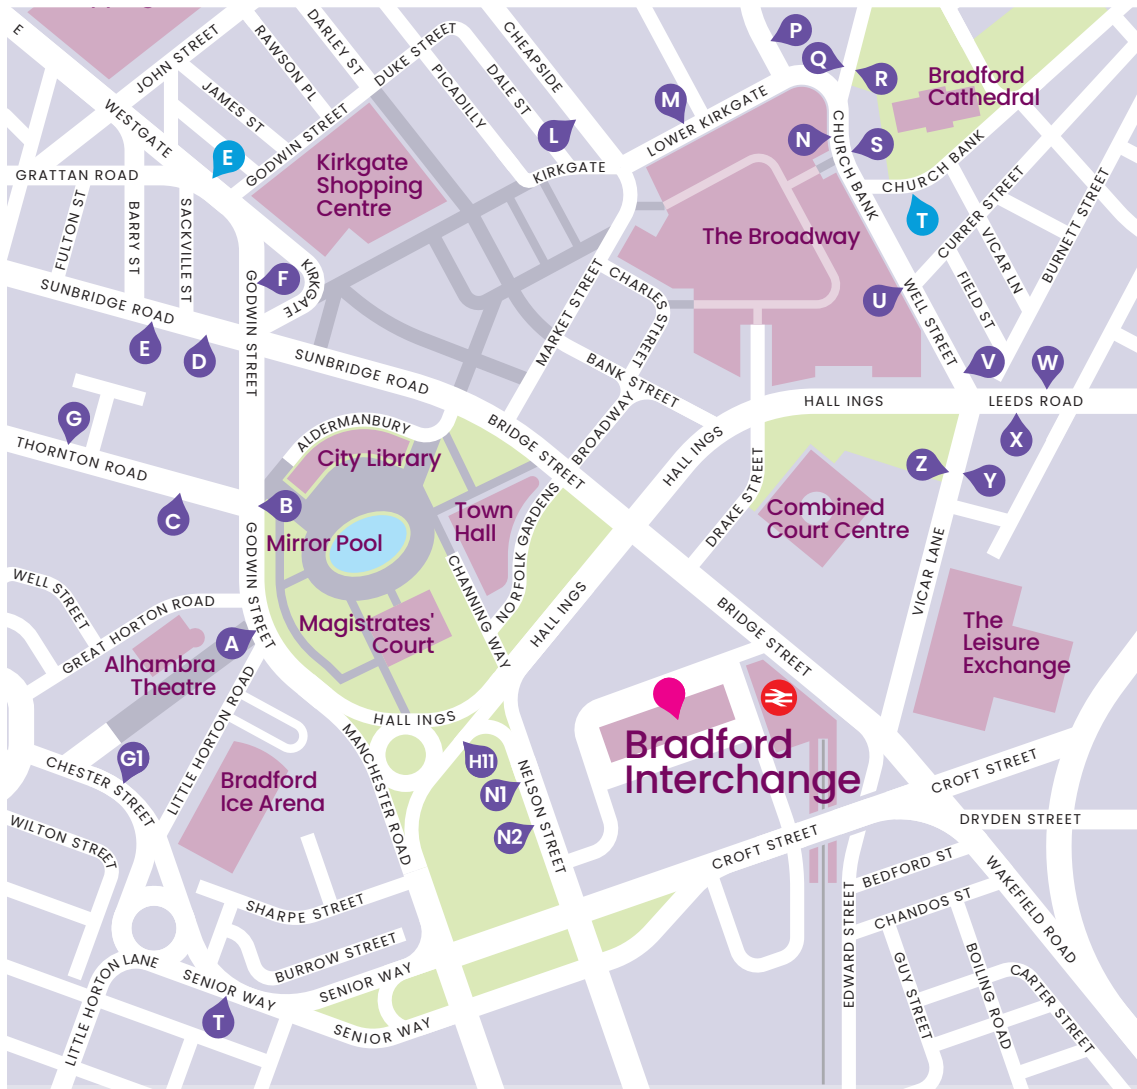 E
JOHN STREET
RAWSON PL
DARLEY ST
DUKE STREET
PICADILLY
DALE ST
CHEAPSIDE
P
Q
R
Bradford
Cathedral
WESTGATE
JAMES ST
GODWIN STREET
M
LOWER KIRKGATE
L
N
S
CHURCH BANK
CHURCH BANK
E
GRATTAN ROAD
Kirkgate
Shopping
Centre
KIRKGATE
T
CURRER STREET
VICAR LN
FIELD ST
BURNETT STREET
FULTON ST
BARRY ST
SACKVILLE ST
The Broadway
F
KIRKGATE
GODWIN STREET
SUNBRIDGE ROAD
E
D
CHARLES STREET
MARKET STREET
U
WELL STREET
SUNBRIDGE ROAD
BANK STREET
BROADWAY
V
W
HALL INGS
LEEDS ROAD
G
THORNTON ROAD
ALDERMANBURY
City Library
BRIDGE STREET
HALL INGS
X
Z
Y
C
B
Mirror Pool
Town
Hall
NORFOLK GARDENS
DRAKE STREET
Combined
Court Centre
GODWIN STREET
CHANNING WAY
HALL INGS
VICAR LANE
WELL STREET
GREAT HORTON ROAD
A
Magistrates'
Court
BRIDGE STREET
The
Leisure
Exchange
Alhambra
Theatre
LITTLE HORTON ROAD
HALL INGS
Bradford
Interchange
G1
CHESTER STREET
Bradford
Ice Arena
MANCHESTER ROAD
H11
N1
N2
NELSON STREET
CROFT STREET
CROFT STREET
DRYDEN STREET
WILTON STREET
BEDFORD ST
CHANDOS ST
WAKEFIELD ROAD
SHARPE STREET
BURROW STREET
EDWARD STREET
GUY STREET
BOILING ROAD
CARTER STREET
LITTLE HORTON LANE
SENIOR WAY
SENIOR WAY
SENIOR WAY
T